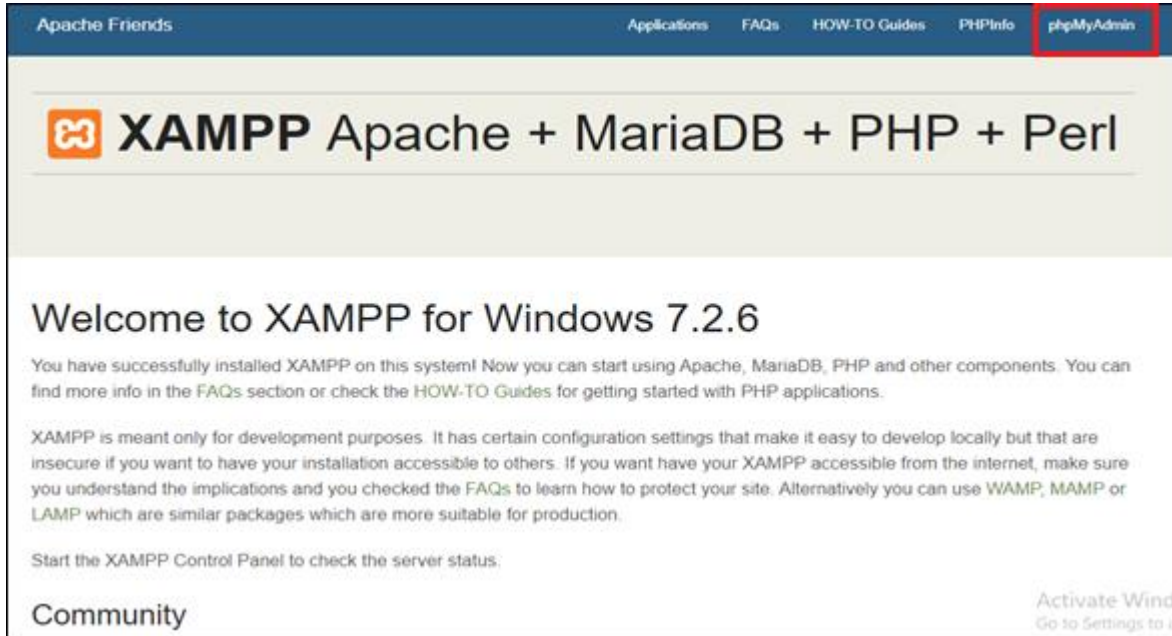 Apache Friends
Applications FAQs HOW-TO Guides PHPInfo phpMyAdmin
XAMPP Apache + MariaDB + PHP + Perl
Welcome to XAMPP for Windows 7.2.6
You have successfully installed XAMPP on this system! Now you can start using Apache, MariaDB, PHP and other components. You can
find more info in the FAQs section or check the HOW-TO Guides for getting started with PHP applications.
XAMPP is meant only for development purposes. It has certain configuration settings that make it easy to develop locally but that are
insecure if you want to have your installation accessible to others. If you want have your XAMPP accessible from the internet, make sure
you understand the implications and you checked the FAQs to learn how to protect your site. Alternatively you can use WAMP, MAMP or
LAMP which are similar packages which are more suitable for production.
Start the XAMPP Control Panel to check the server status.
Community
Activate Wind
Go to Settings to a